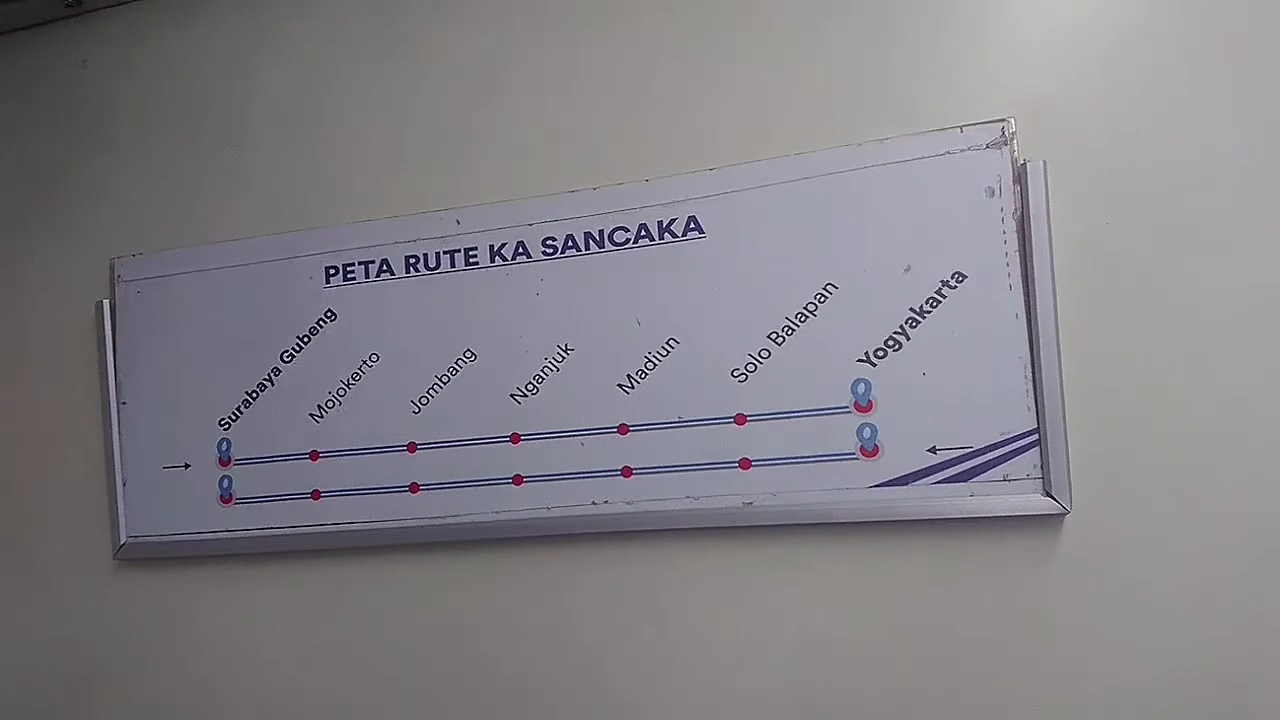 PETA RUTE KA SANCAKA
Surabaya Gubeng
Mojokerto
Jombang
Nganjuk
Madiun
Solo Balapan
Yogyakarta